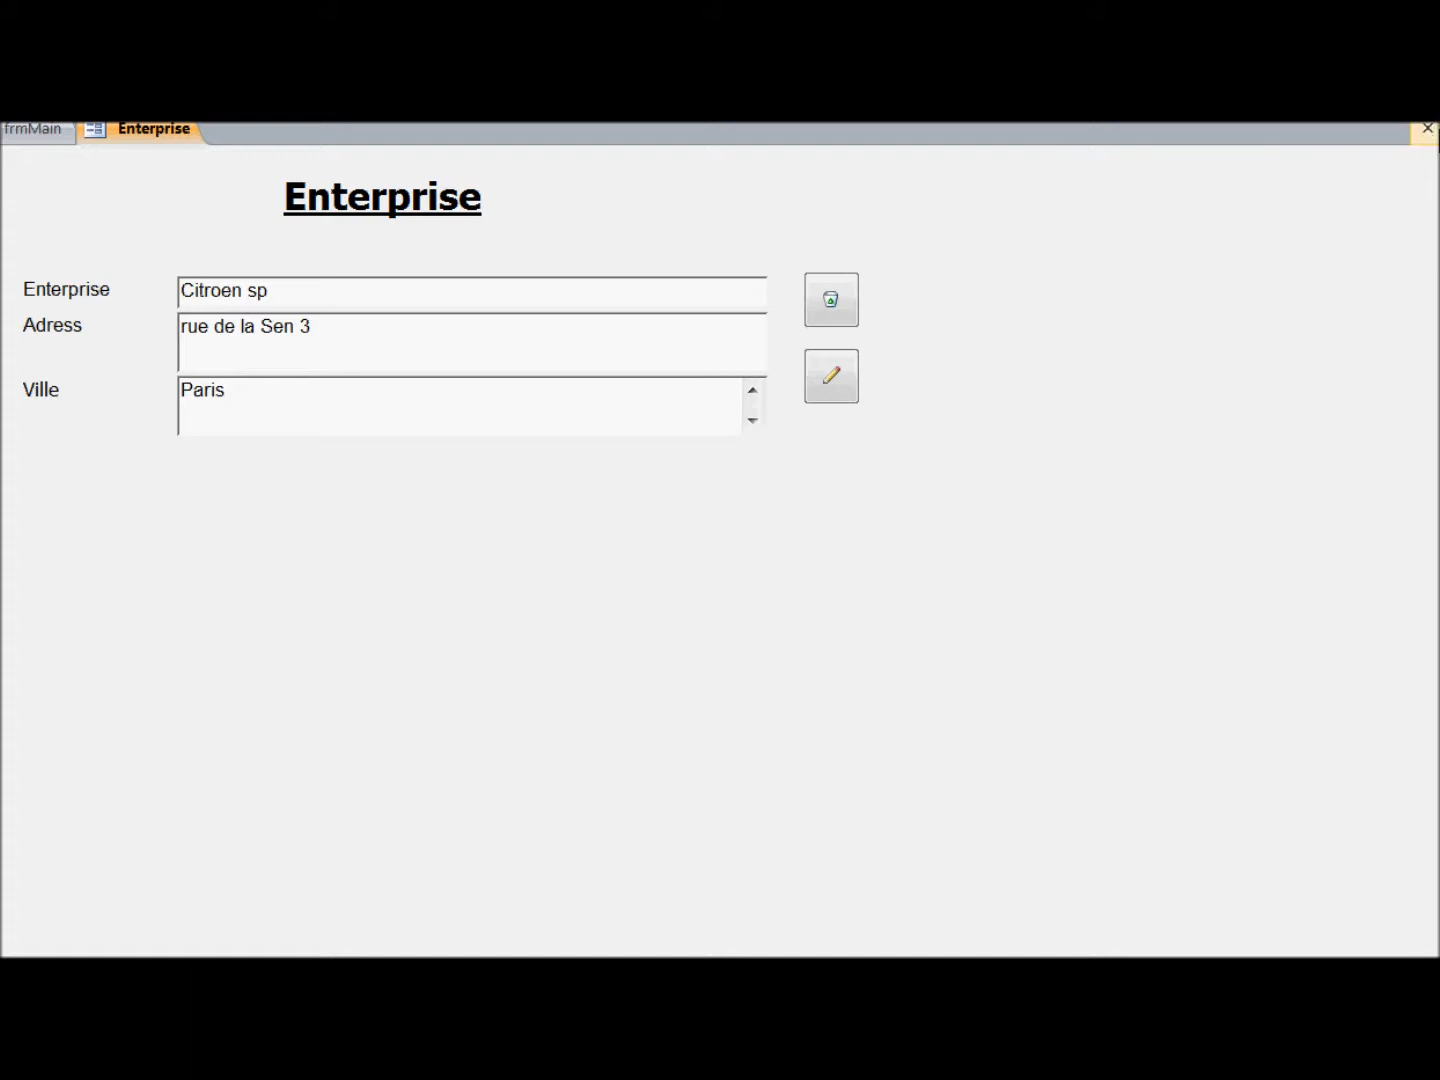 frmMain
Enterprise
Enterprise
Enterprise
Citroen sp
Adress
rue de la Sen 3
Ville
Paris